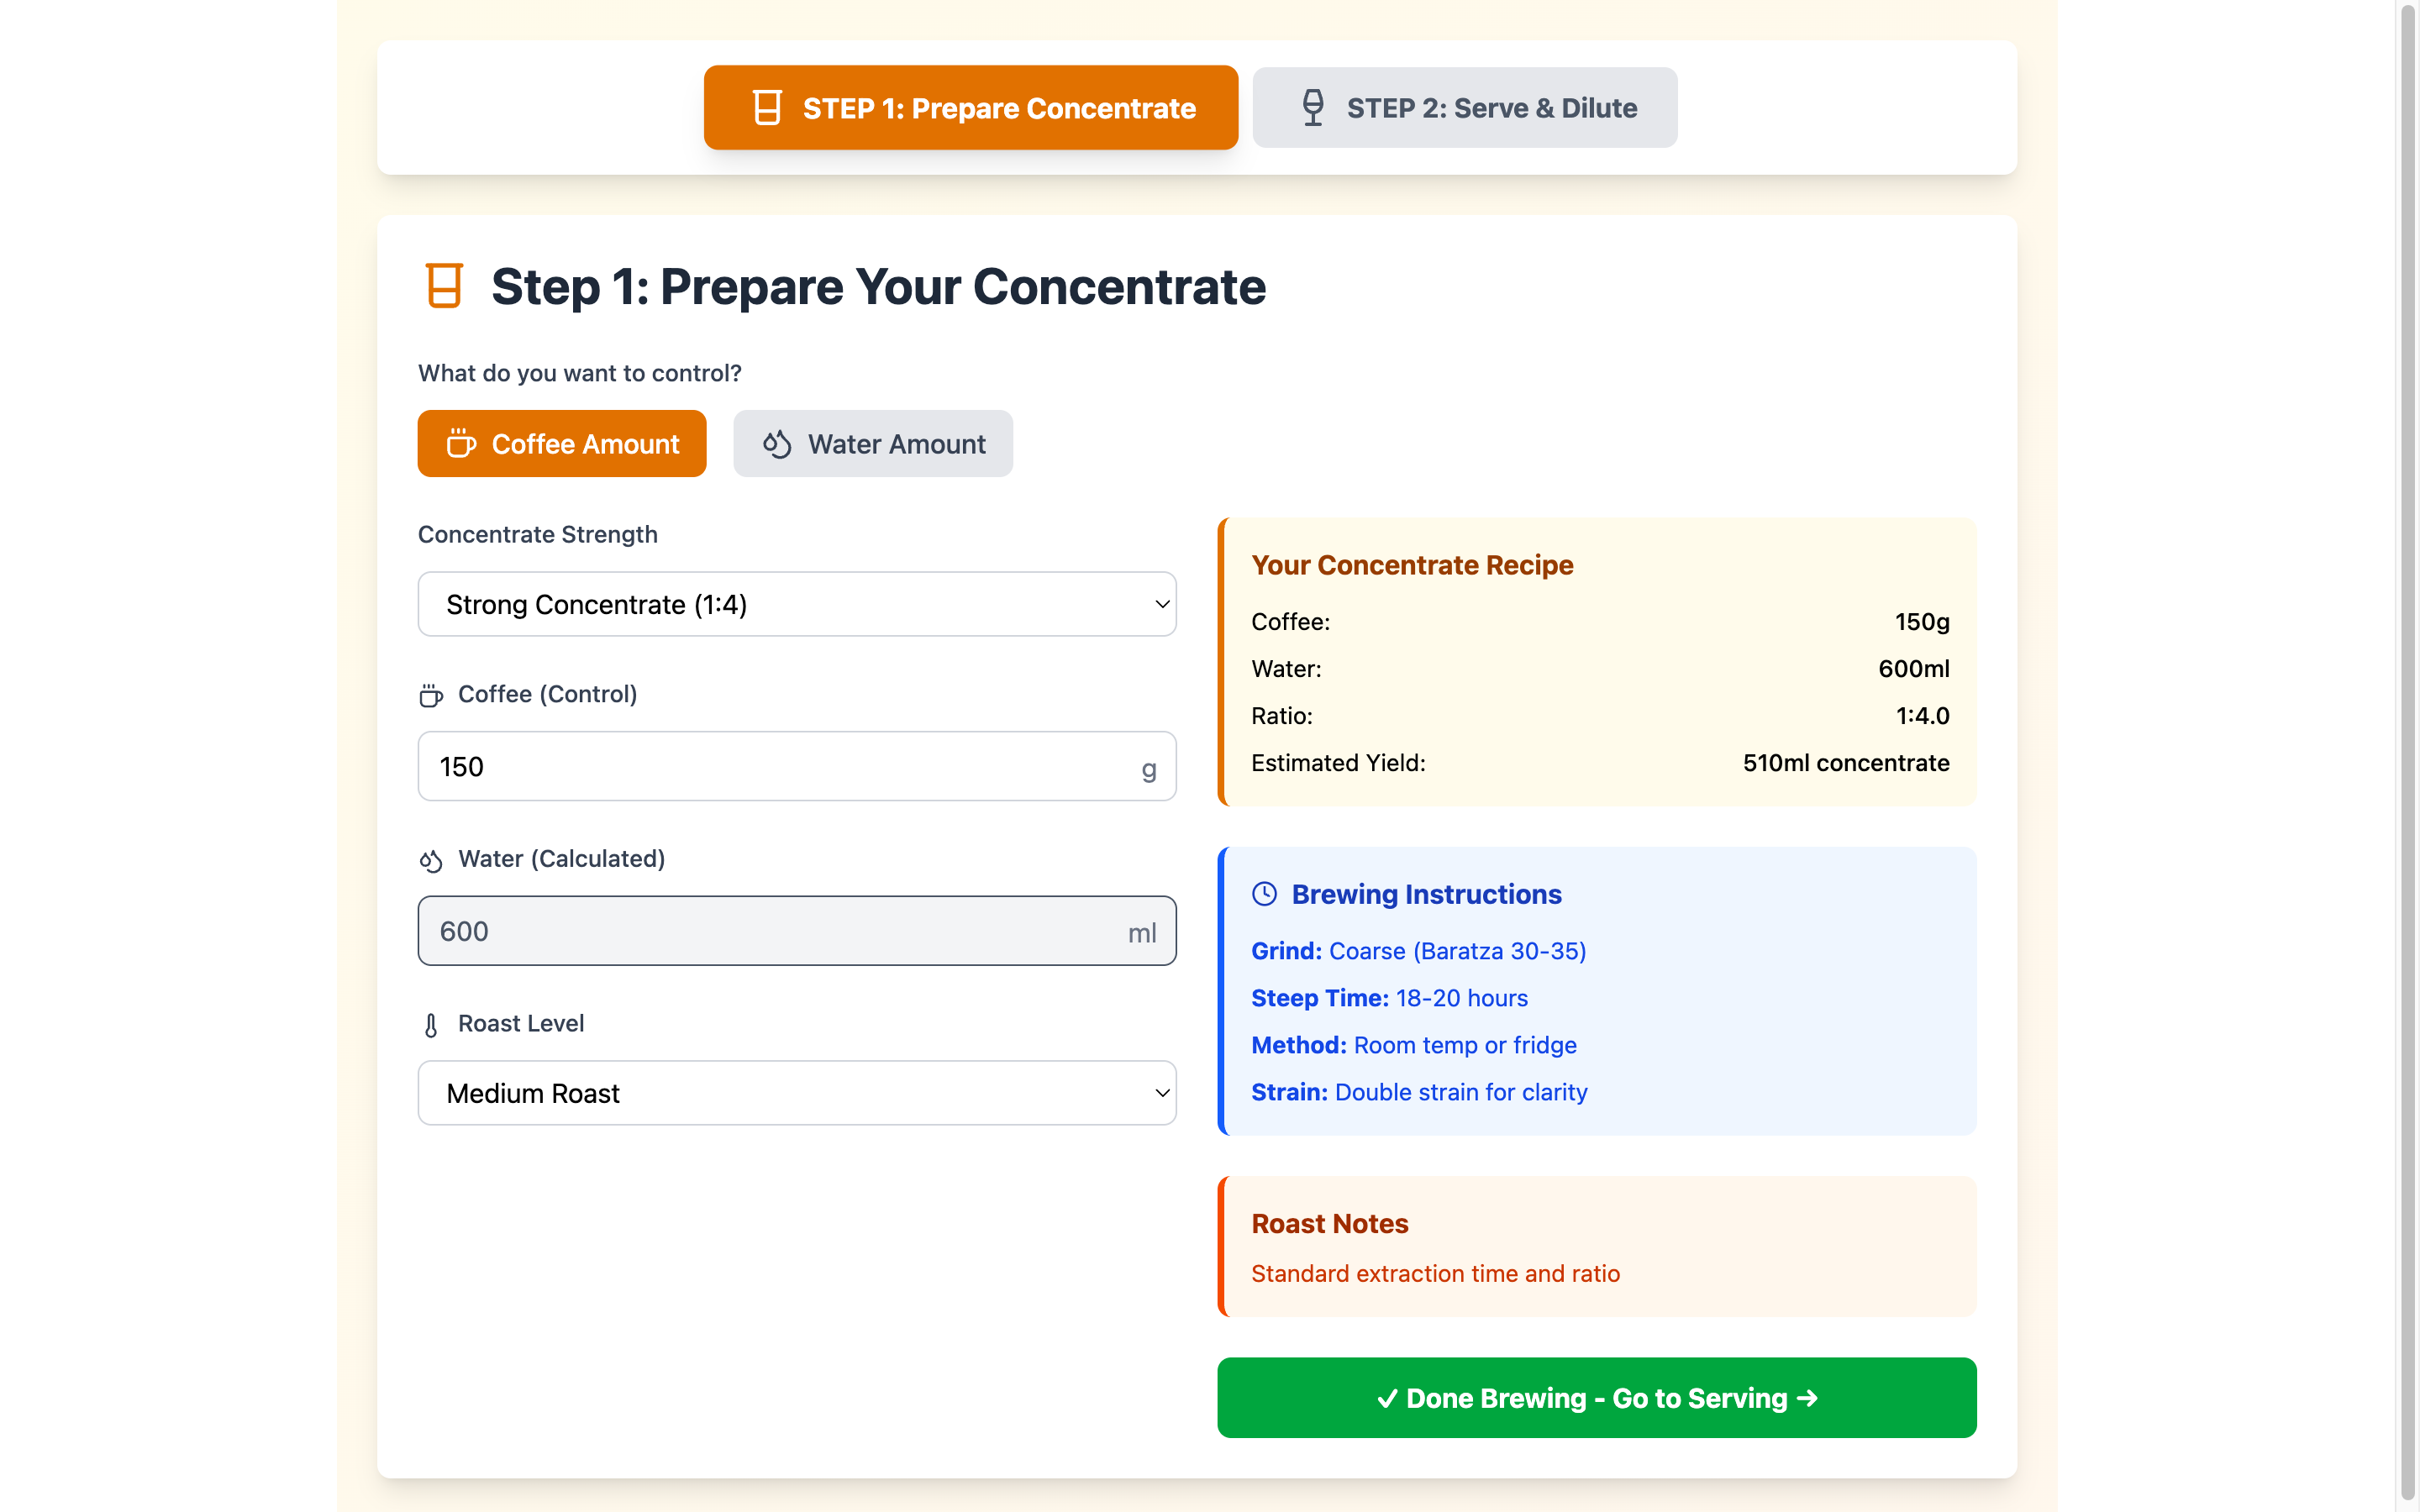 STEP 1: Prepare Concentrate
STEP 2: Serve & Dilute
Step 1: Prepare Your Concentrate
What do you want to control?
Coffee Amount
Water Amount
Concentrate Strength
Strong Concentrate (1:4)
Coffee (Control)
150 g
Water (Calculated)
600 ml
Roast Level
Medium Roast
Your Concentrate Recipe
Coffee: 150g
Water: 600ml
Ratio: 1:4.0
Estimated Yield: 510ml concentrate
Brewing Instructions
Grind: Coarse (Baratza 30-35)
Steep Time: 18-20 hours
Method: Room temp or fridge
Strain: Double strain for clarity
Roast Notes
Standard extraction time and ratio
✓ Done Brewing - Go to Serving →